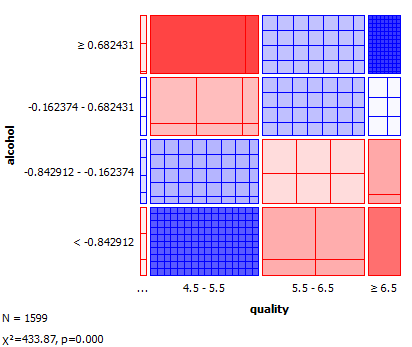 ≥ 0.682431
-0.162374 - 0.682431
-0.842912 - -0.162374
< -0.842912
alcohol
... 4.5 - 5.5 5.5 - 6.5 ≥ 6.5
quality
N = 1599
χ²=433.87, p=0.000